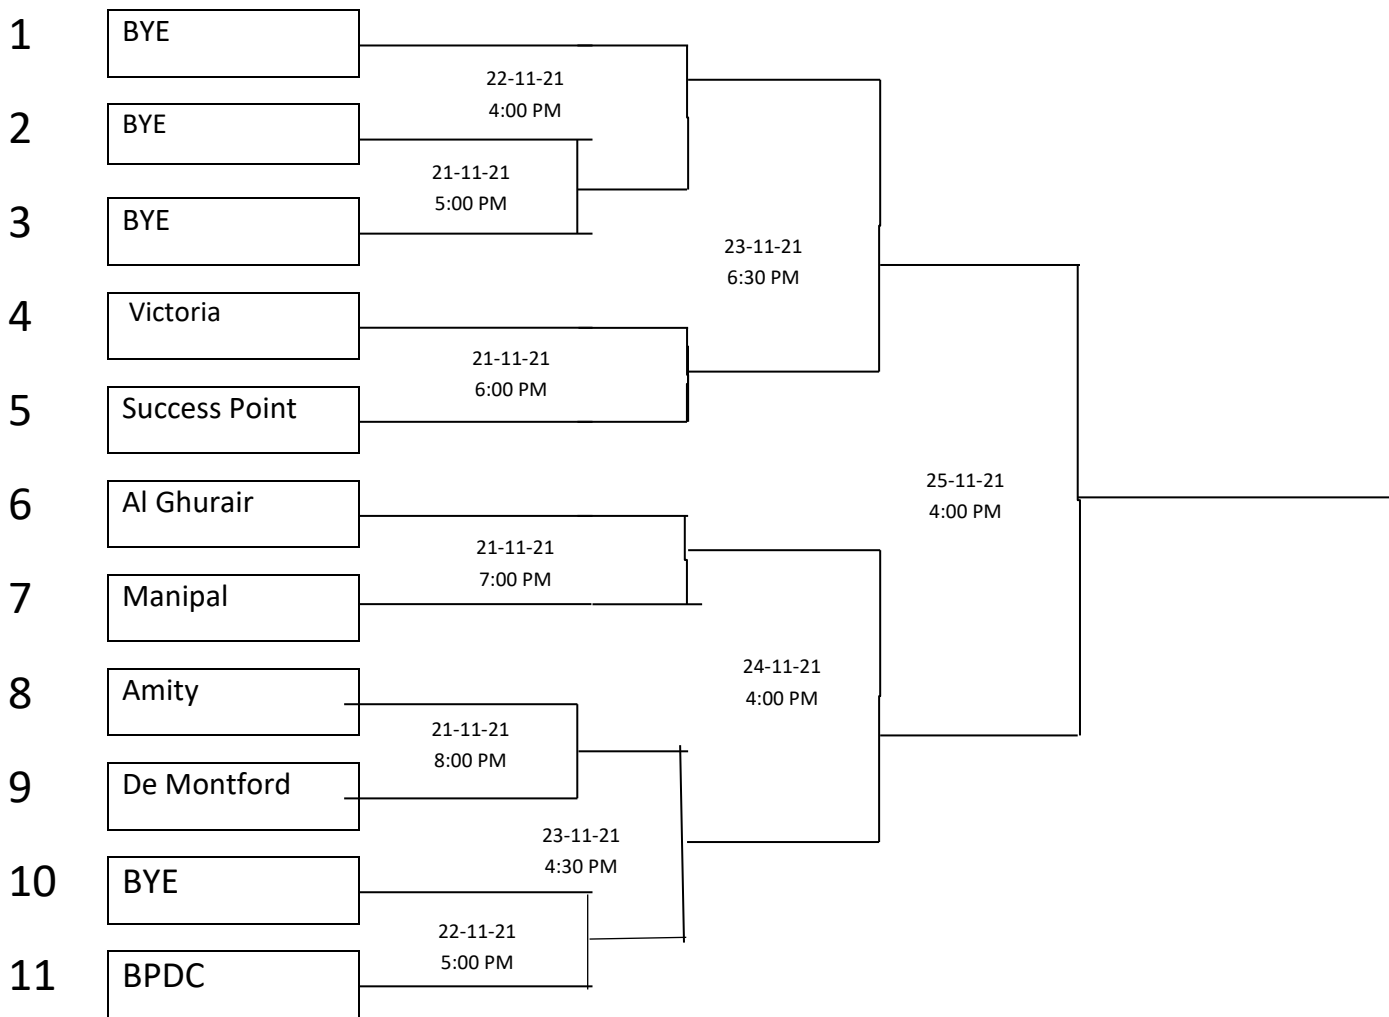 1 BYE
22-11-21
4:00 PM
2 BYE
21-11-21
5:00 PM
3 BYE
23-11-21
6:30 PM
4 Victoria
21-11-21
6:00 PM
5 Success Point
6 Al Ghurair
25-11-21
4:00 PM
21-11-21
7:00 PM
7 Manipal
24-11-21
4:00 PM
8 Amity
21-11-21
8:00 PM
9 De Montford
23-11-21
4:30 PM
10 BYE
22-11-21
5:00 PM
11 BPDC